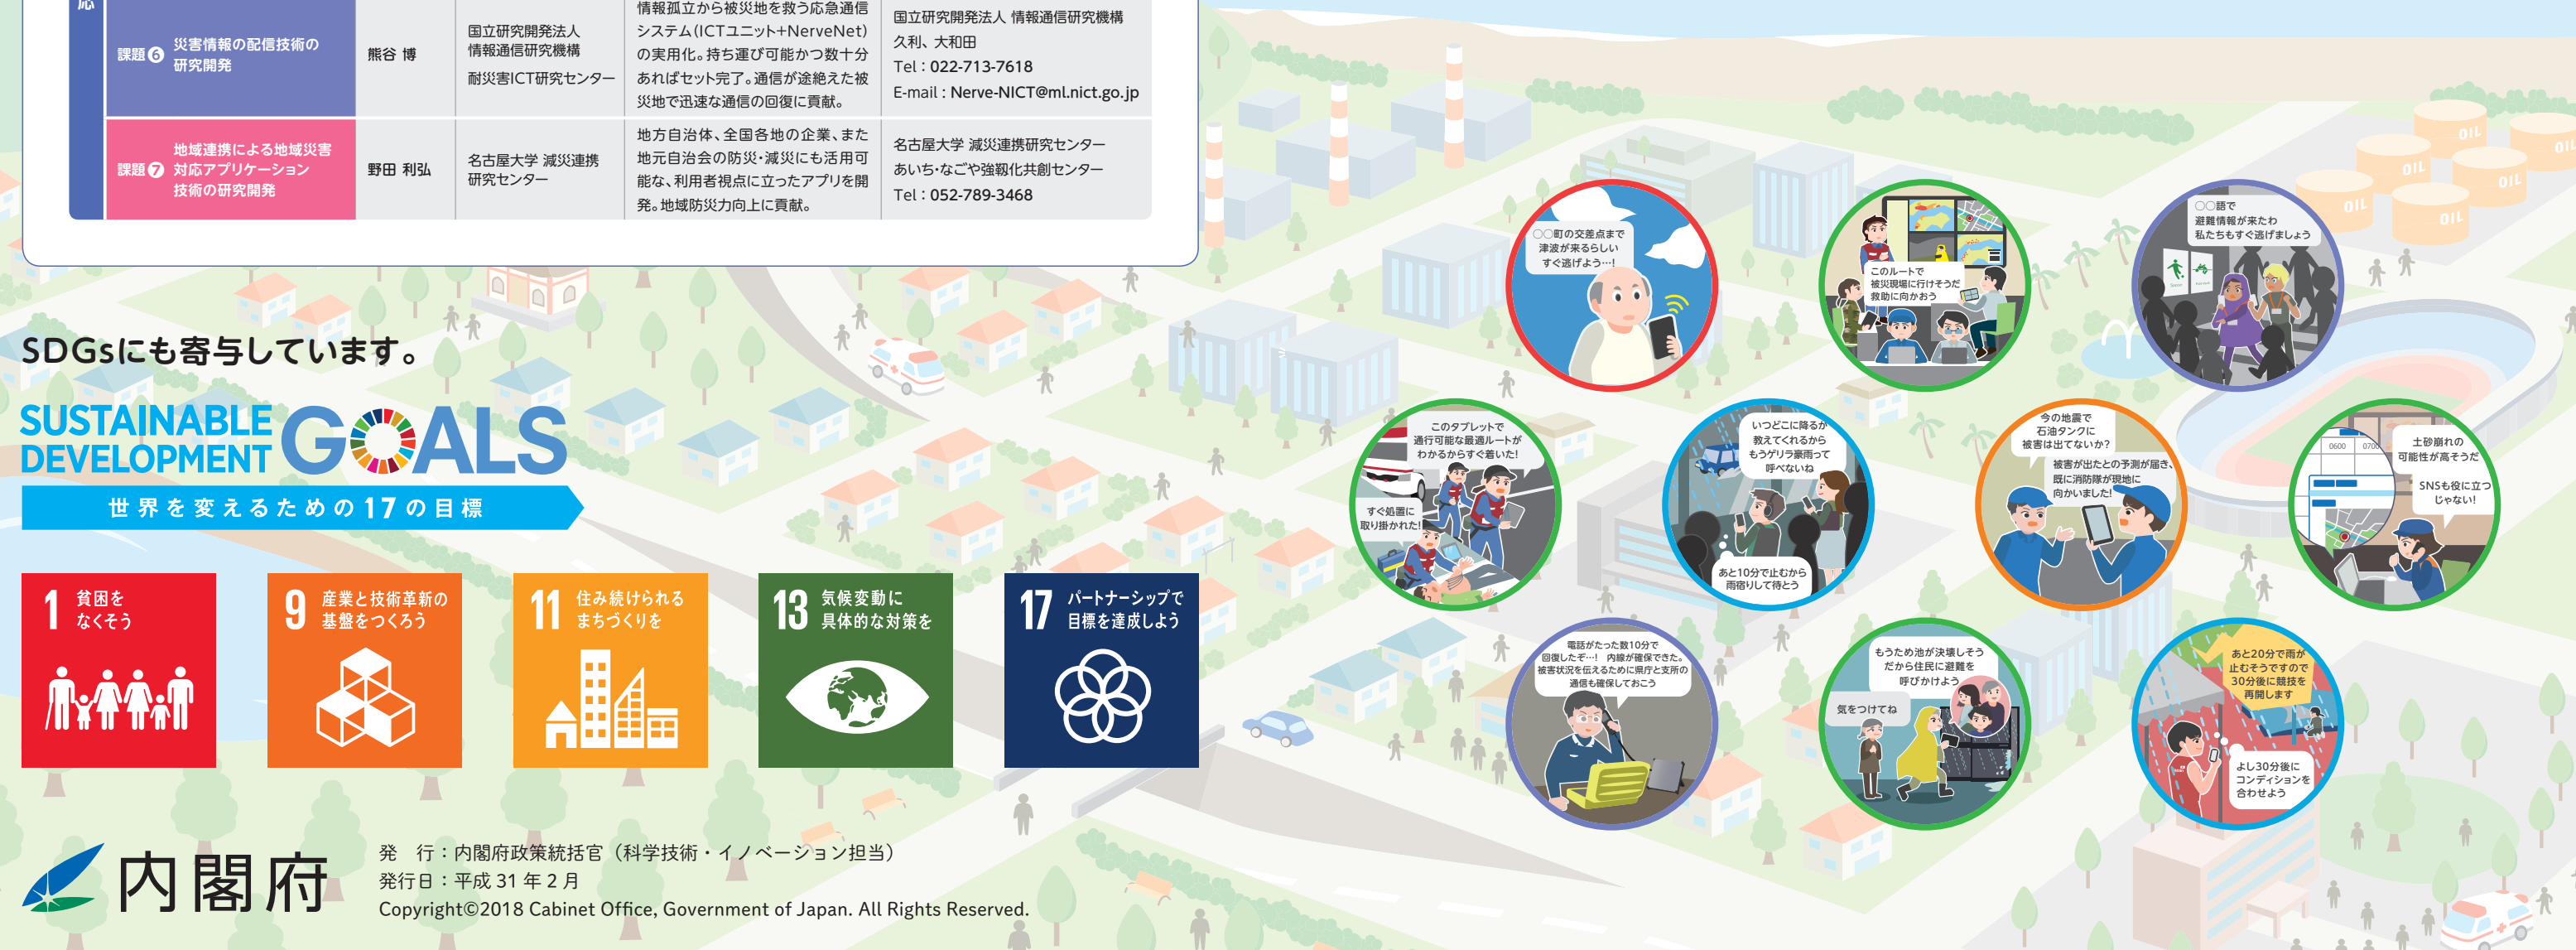 応
課題❻ 災害情報の配信技術の
研究開発
熊谷 博
国立研究開発法人
情報通信研究機構
耐災害ICT研究センター
情報孤立から被災地を救う応急通信
システム(ICTユニット+NerveNet)
の実用化。持ち運び可能かつ数十分
あればセット完了。通信が途絶えた被
災地で迅速な通信の回復に貢献。
国立研究開発法人 情報通信研究機構
久利、大和田
Tel：022-713-7618
E-mail：Nerve-NICT@ml.nict.go.jp
課題❼ 地域連携による地域災害
対応アプリケーション
技術の研究開発
野田 利弘
名古屋大学 減災連携
研究センター
地方自治体、全国各地の企業、また
地元自治会の防災・減災にも活用可
能な、利用者視点に立ったアプリを開
発。地域防災力向上に貢献。
名古屋大学 減災連携研究センター
あいち・なごや強靱化共創センター
Tel：052-789-3468
SDGsにも寄与しています。
SUSTAINABLE
DEVELOPMENT
GOALS
世界を変えるための17の目標
1 貧困を
なくそう
9 産業と技術革新の
基盤をつくろう
11 住み続けられる
まちづくりを
13 気候変動に
具体的な対策を
17 パートナーシップで
目標を達成しよう
内閣府
発　行：内閣府政策統括官（科学技術・イノベーション担当）
発行日：平成 31 年 2 月
Copyright©2018 Cabinet Office, Government of Japan. All Rights Reserved.
○○町の交差点まで
津波が来るらしい
すぐ逃げよう…!
このルートで
被災現場に行けそうだ
救助に向かおう
○○語で
避難情報が来たわ
私たちもすぐ逃げましょう
OIL
OIL
OIL
OIL
OIL
OIL
このタブレットで
通行可能な最適ルートが
わかるからすぐ着いた!
すぐ処置に
取り掛かれた!
いつどこに降るか
教えてくれるから
もうゲリラ豪雨って
呼べないね
あと10分で止むから
雨宿りして待とう
今の地震で
石油タンクに
被害は出てないか?
被害が出たとの予測が届き、
既に消防隊が現地に
向かいました!
0600 0700
土砂崩れの
可能性が高そうだ
SNSも役に立つ
じゃない!
電話がたった数10分で
回復したぞ…! 内線が確保できた。
被害状況を伝えるために県庁と支所の
通信も確保しておこう
もうため池が決壊しそう
だから住民に避難を
呼びかけよう
気をつけてね
あと20分で雨が
止むそうですので
30分後に競技を
再開します
よし30分後に
コンディションを
合わせよう